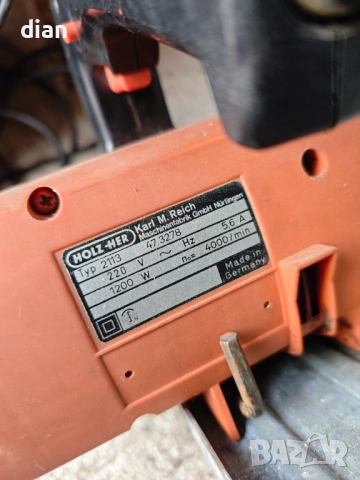 dian
HOLZ-HER Karl M. Reich
Maschinenfabrik GmbH Nürtingen
Typ 2113 47.3278
220 V ~ Hz 5.6 A
1200 W n₀= 4000/min
Made in
Germany
BAZAR
bg